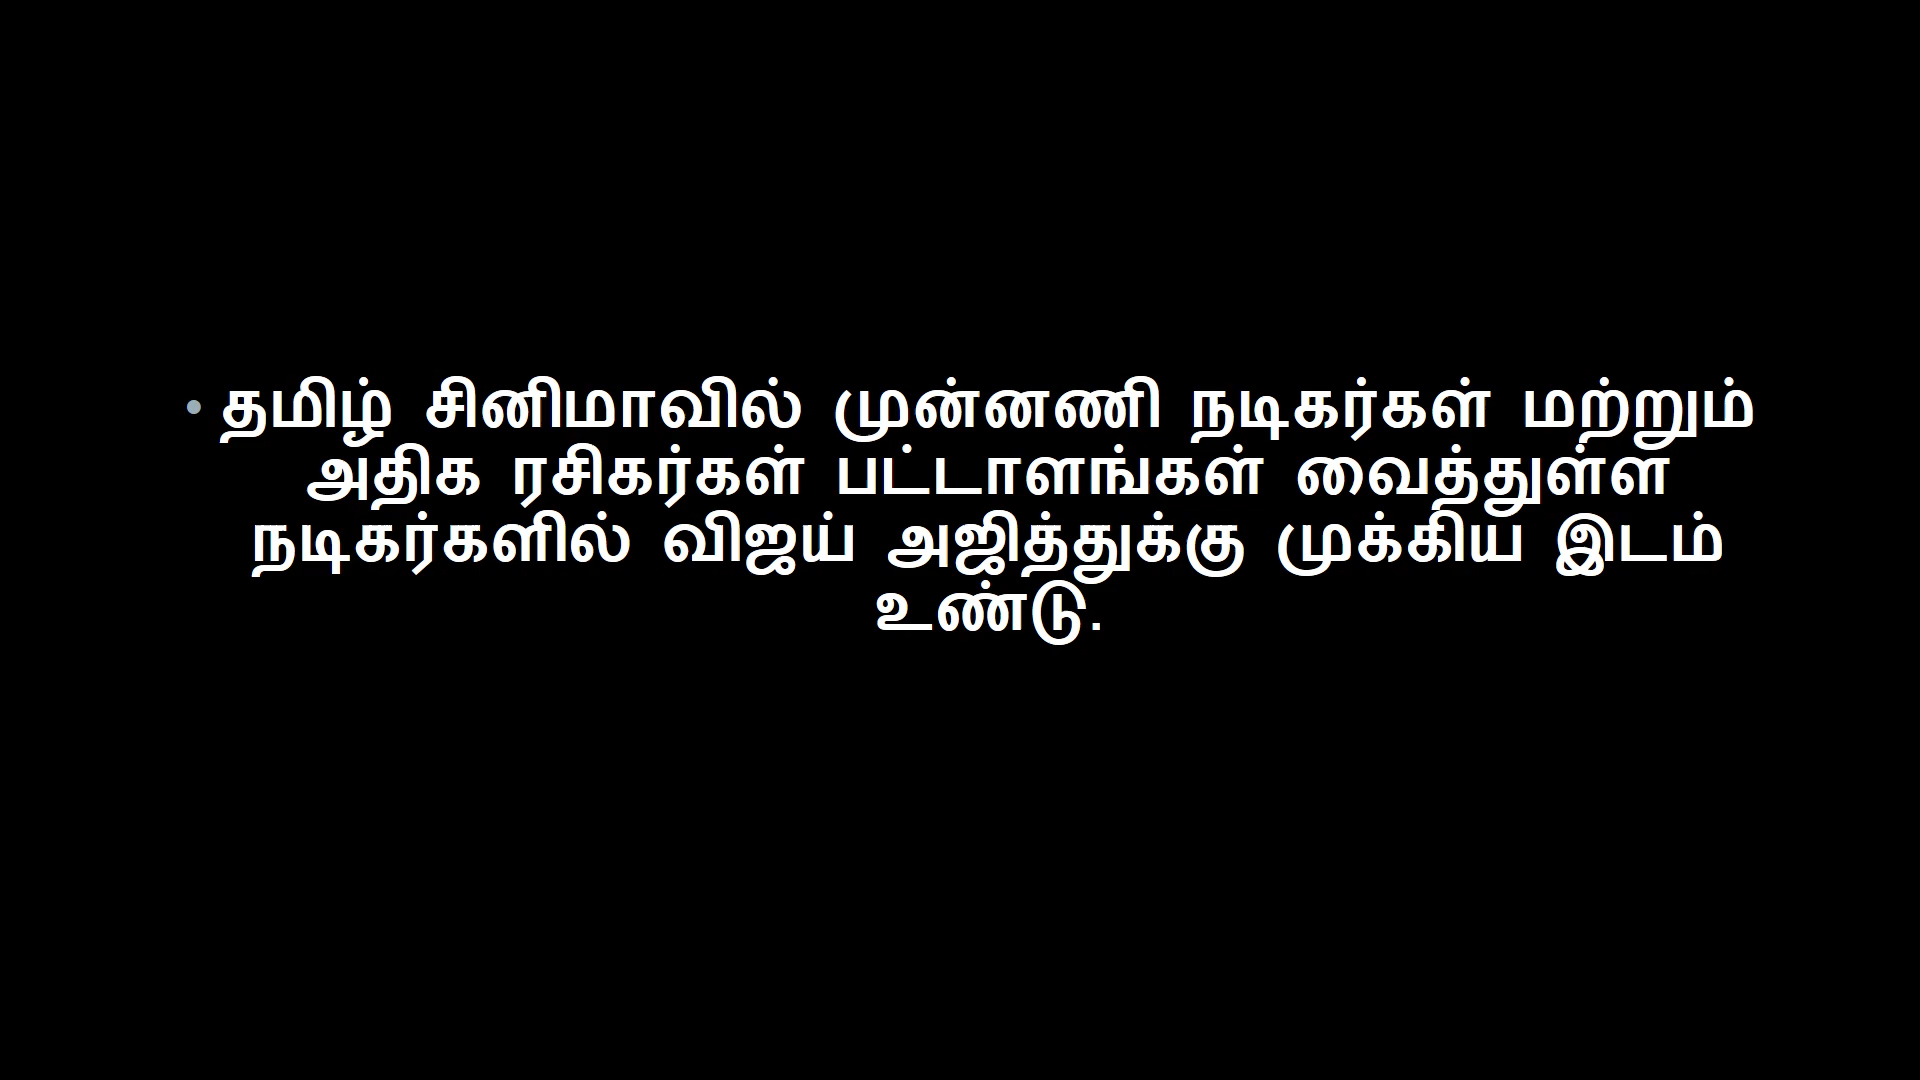 • தமிழ் சினிமாவில் முன்னணி நடிகர்கள் மற்றும்
அதிக ரசிகர்கள் பட்டாளங்கள் வைத்துள்ள
நடிகர்களில் விஜய் அஜித்துக்கு முக்கிய இடம்
உண்டு.